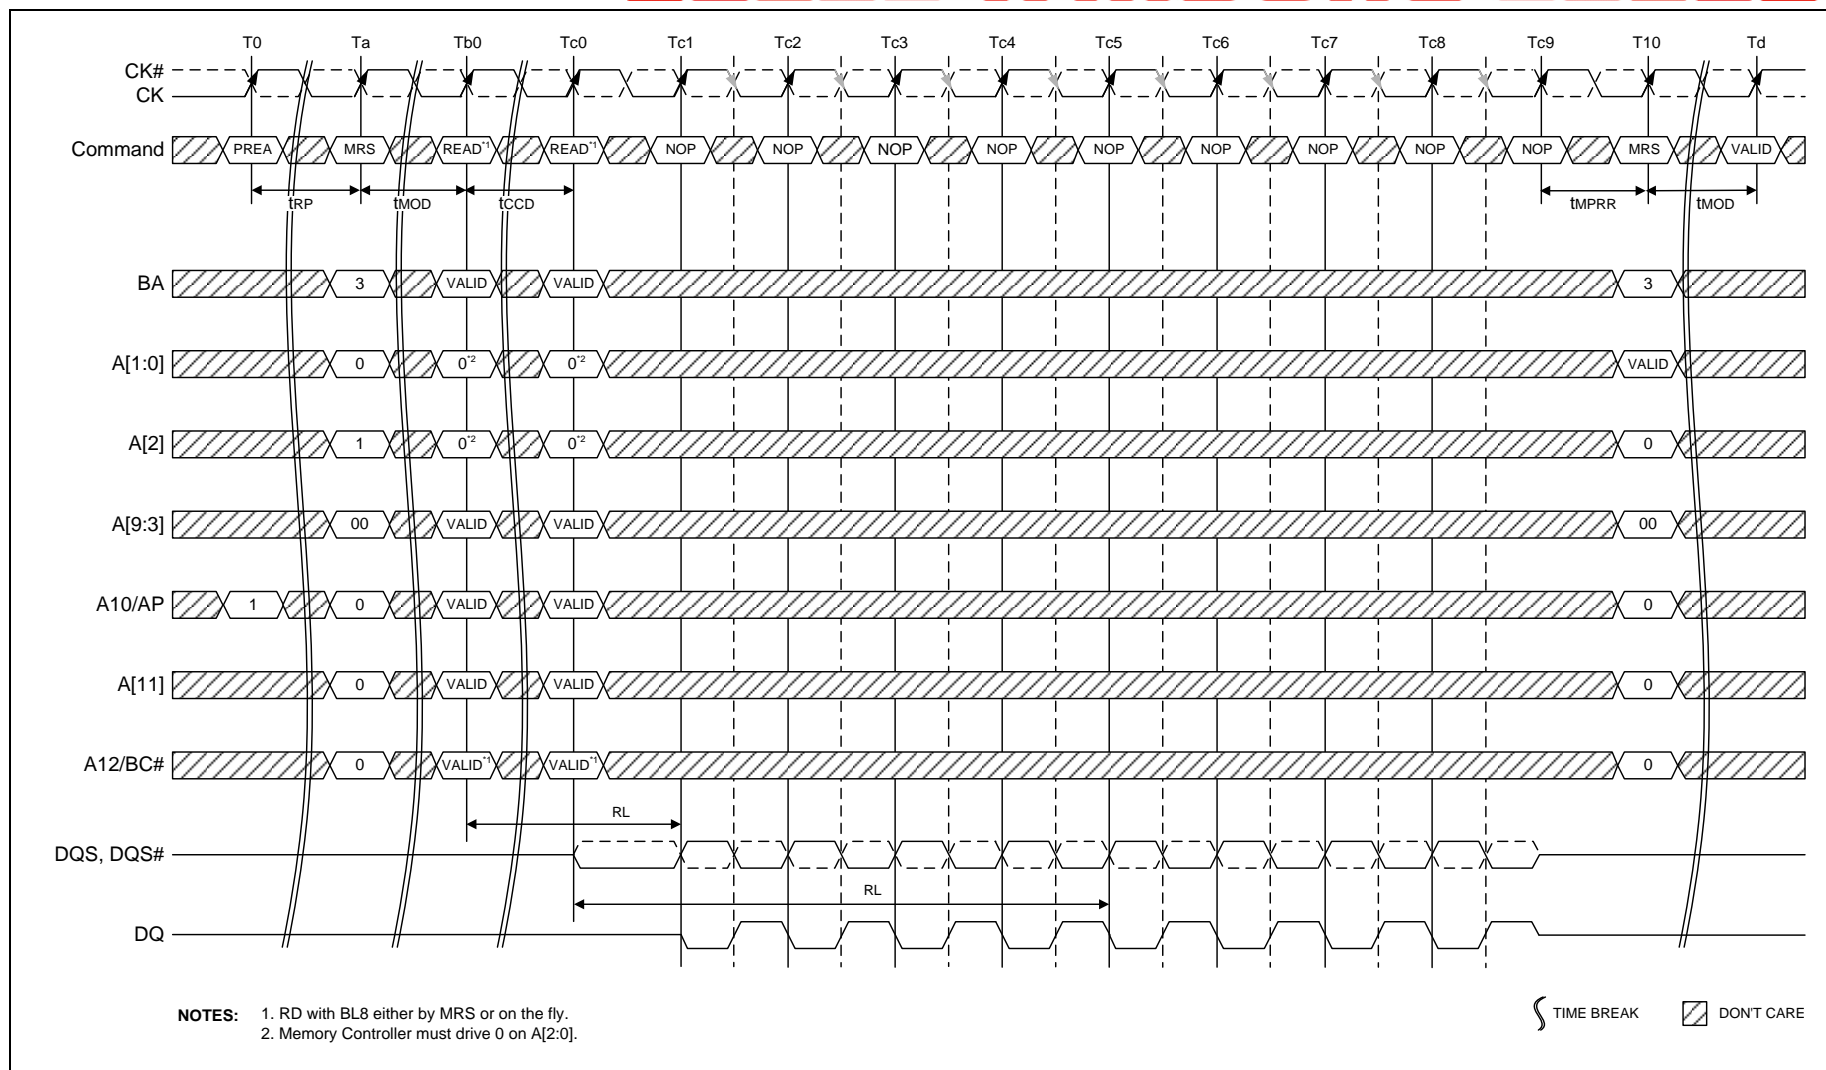 T0 Ta Tb0 Tc0 Tc1 Tc2 Tc3 Tc4 Tc5 Tc6 Tc7 Tc8 Tc9 T10 Td
CK#
CK
Command PREA MRS READ*1 READ*1 NOP NOP NOP NOP NOP NOP NOP NOP NOP MRS VALID
tRP tMOD tCCD tMPRR tMOD
BA 3 VALID VALID 3
A[1:0] 0 0*2 0*2 VALID
A[2] 1 0*2 0*2 0
A[9:3] 00 VALID VALID 00
A10/AP 1 0 VALID VALID 0
A[11] 0 VALID VALID 0
A12/BC# 0 VALID*1 VALID*1 0
RL
DQS, DQS#
RL
DQ
NOTES: 1. RD with BL8 either by MRS or on the fly.
2. Memory Controller must drive 0 on A[2:0].
TIME BREAK DON'T CARE